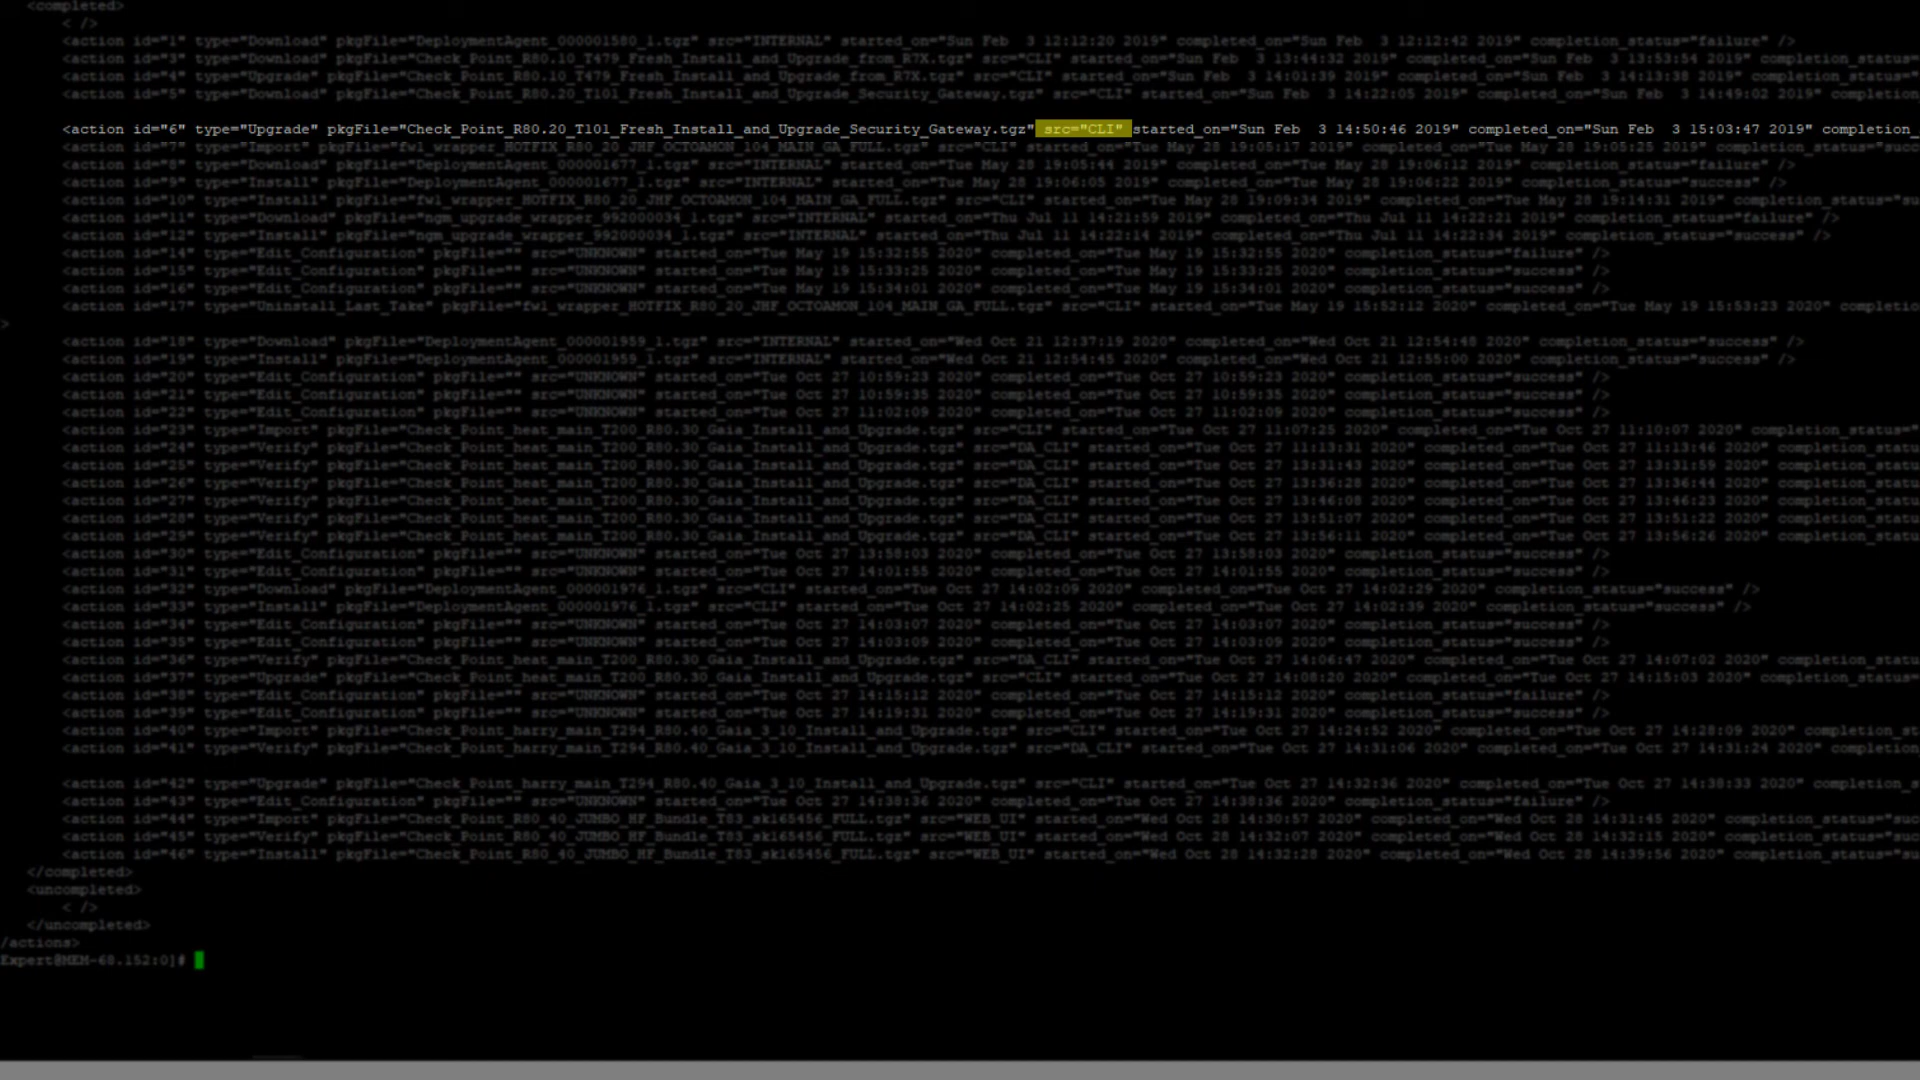 <completed>
< />
<action id="1" type="Download" pkgFile="DeploymentAgent_000001580_1.tgz" src="INTERNAL" started_on="Sun Feb  3 12:12:20 2019" completed_on="Sun Feb  3 12:12:42 2019" completion_status="failure" />
<action id="3" type="Download" pkgFile="Check_Point_R80.10_T479_Fresh_Install_and_Upgrade_from_R7X.tgz" src="CLI" started_on="Sun Feb  3 13:44:32 2019" completed_on="Sun Feb  3 13:53:54 2019" completion_status=
<action id="4" type="Upgrade" pkgFile="Check_Point_R80.10_T479_Fresh_Install_and_Upgrade_from_R7X.tgz" src="CLI" started_on="Sun Feb  3 14:01:39 2019" completed_on="Sun Feb  3 14:13:38 2019" completion_status="
<action id="5" type="Download" pkgFile="Check_Point_R80.20_T101_Fresh_Install_and_Upgrade_Security_Gateway.tgz" src="CLI" started_on="Sun Feb  3 14:22:05 2019" completed_on="Sun Feb  3 14:49:02 2019" completion
<action id="6" type="Upgrade" pkgFile="Check_Point_R80.20_T101_Fresh_Install_and_Upgrade_Security_Gateway.tgz" src="CLI" started_on="Sun Feb  3 14:50:46 2019" completed_on="Sun Feb  3 15:03:47 2019" completion_
<action id="7" type="Import" pkgFile="fw1_wrapper_HOTFIX_R80_20_JHF_OCTOAMON_104_MAIN_GA_FULL.tgz" src="CLI" started_on="Tue May 28 19:05:17 2019" completed_on="Tue May 28 19:05:25 2019" completion_status="succ
<action id="8" type="Download" pkgFile="DeploymentAgent_000001677_1.tgz" src="INTERNAL" started_on="Tue May 28 19:05:44 2019" completed_on="Tue May 28 19:06:12 2019" completion_status="failure" />
<action id="9" type="Install" pkgFile="DeploymentAgent_000001677_1.tgz" src="INTERNAL" started_on="Tue May 28 19:06:05 2019" completed_on="Tue May 28 19:06:22 2019" completion_status="success" />
<action id="10" type="Install" pkgFile="fw1_wrapper_HOTFIX_R80_20_JHF_OCTOAMON_104_MAIN_GA_FULL.tgz" src="CLI" started_on="Tue May 28 19:09:34 2019" completed_on="Tue May 28 19:14:31 2019" completion_status="su
<action id="11" type="Download" pkgFile="ngm_upgrade_wrapper_992000034_1.tgz" src="INTERNAL" started_on="Thu Jul 11 14:21:59 2019" completed_on="Thu Jul 11 14:22:21 2019" completion_status="failure" />
<action id="12" type="Install" pkgFile="ngm_upgrade_wrapper_992000034_1.tgz" src="INTERNAL" started_on="Thu Jul 11 14:22:14 2019" completed_on="Thu Jul 11 14:22:34 2019" completion_status="success" />
<action id="14" type="Edit_Configuration" pkgFile="" src="UNKNOWN" started_on="Tue May 19 15:32:55 2020" completed_on="Tue May 19 15:32:55 2020" completion_status="failure" />
<action id="15" type="Edit_Configuration" pkgFile="" src="UNKNOWN" started_on="Tue May 19 15:33:25 2020" completed_on="Tue May 19 15:33:25 2020" completion_status="success" />
<action id="16" type="Edit_Configuration" pkgFile="" src="UNKNOWN" started_on="Tue May 19 15:34:01 2020" completed_on="Tue May 19 15:34:01 2020" completion_status="success" />
<action id="17" type="Uninstall_Last_Take" pkgFile="fw1_wrapper_HOTFIX_R80_20_JHF_OCTOAMON_104_MAIN_GA_FULL.tgz" src="CLI" started_on="Tue May 19 15:52:12 2020" completed_on="Tue May 19 15:53:23 2020" completio
>
<action id="18" type="Download" pkgFile="DeploymentAgent_000001959_1.tgz" src="INTERNAL" started_on="Wed Oct 21 12:37:19 2020" completed_on="Wed Oct 21 12:54:48 2020" completion_status="success" />
<action id="19" type="Install" pkgFile="DeploymentAgent_000001959_1.tgz" src="INTERNAL" started_on="Wed Oct 21 12:54:45 2020" completed_on="Wed Oct 21 12:55:00 2020" completion_status="success" />
<action id="20" type="Edit_Configuration" pkgFile="" src="UNKNOWN" started_on="Tue Oct 27 10:59:23 2020" completed_on="Tue Oct 27 10:59:23 2020" completion_status="success" />
<action id="21" type="Edit_Configuration" pkgFile="" src="UNKNOWN" started_on="Tue Oct 27 10:59:35 2020" completed_on="Tue Oct 27 10:59:35 2020" completion_status="success" />
<action id="22" type="Edit_Configuration" pkgFile="" src="UNKNOWN" started_on="Tue Oct 27 11:02:09 2020" completed_on="Tue Oct 27 11:02:09 2020" completion_status="success" />
<action id="23" type="Import" pkgFile="Check_Point_heat_main_T200_R80.30_Gaia_Install_and_Upgrade.tgz" src="CLI" started_on="Tue Oct 27 11:07:25 2020" completed_on="Tue Oct 27 11:10:07 2020" completion_status="
<action id="24" type="Verify" pkgFile="Check_Point_heat_main_T200_R80.30_Gaia_Install_and_Upgrade.tgz" src="DA_CLI" started_on="Tue Oct 27 11:13:31 2020" completed_on="Tue Oct 27 11:13:46 2020" completion_statu
<action id="25" type="Verify" pkgFile="Check_Point_heat_main_T200_R80.30_Gaia_Install_and_Upgrade.tgz" src="DA_CLI" started_on="Tue Oct 27 13:31:43 2020" completed_on="Tue Oct 27 13:31:59 2020" completion_statu
<action id="26" type="Verify" pkgFile="Check_Point_heat_main_T200_R80.30_Gaia_Install_and_Upgrade.tgz" src="DA_CLI" started_on="Tue Oct 27 13:36:28 2020" completed_on="Tue Oct 27 13:36:44 2020" completion_statu
<action id="27" type="Verify" pkgFile="Check_Point_heat_main_T200_R80.30_Gaia_Install_and_Upgrade.tgz" src="DA_CLI" started_on="Tue Oct 27 13:46:08 2020" completed_on="Tue Oct 27 13:46:23 2020" completion_statu
<action id="28" type="Verify" pkgFile="Check_Point_heat_main_T200_R80.30_Gaia_Install_and_Upgrade.tgz" src="DA_CLI" started_on="Tue Oct 27 13:51:07 2020" completed_on="Tue Oct 27 13:51:22 2020" completion_statu
<action id="29" type="Verify" pkgFile="Check_Point_heat_main_T200_R80.30_Gaia_Install_and_Upgrade.tgz" src="DA_CLI" started_on="Tue Oct 27 13:56:11 2020" completed_on="Tue Oct 27 13:56:26 2020" completion_statu
<action id="30" type="Edit_Configuration" pkgFile="" src="UNKNOWN" started_on="Tue Oct 27 13:58:03 2020" completed_on="Tue Oct 27 13:58:03 2020" completion_status="success" />
<action id="31" type="Edit_Configuration" pkgFile="" src="UNKNOWN" started_on="Tue Oct 27 14:01:55 2020" completed_on="Tue Oct 27 14:01:55 2020" completion_status="success" />
<action id="32" type="Download" pkgFile="DeploymentAgent_000001976_1.tgz" src="CLI" started_on="Tue Oct 27 14:02:09 2020" completed_on="Tue Oct 27 14:02:29 2020" completion_status="success" />
<action id="33" type="Install" pkgFile="DeploymentAgent_000001976_1.tgz" src="CLI" started_on="Tue Oct 27 14:02:25 2020" completed_on="Tue Oct 27 14:02:39 2020" completion_status="success" />
<action id="34" type="Edit_Configuration" pkgFile="" src="UNKNOWN" started_on="Tue Oct 27 14:03:07 2020" completed_on="Tue Oct 27 14:03:07 2020" completion_status="success" />
<action id="35" type="Edit_Configuration" pkgFile="" src="UNKNOWN" started_on="Tue Oct 27 14:03:09 2020" completed_on="Tue Oct 27 14:03:09 2020" completion_status="success" />
<action id="36" type="Verify" pkgFile="Check_Point_heat_main_T200_R80.30_Gaia_Install_and_Upgrade.tgz" src="DA_CLI" started_on="Tue Oct 27 14:06:47 2020" completed_on="Tue Oct 27 14:07:02 2020" completion_statu
<action id="37" type="Upgrade" pkgFile="Check_Point_heat_main_T200_R80.30_Gaia_Install_and_Upgrade.tgz" src="CLI" started_on="Tue Oct 27 14:08:20 2020" completed_on="Tue Oct 27 14:15:03 2020" completion_status=
<action id="38" type="Edit_Configuration" pkgFile="" src="UNKNOWN" started_on="Tue Oct 27 14:15:12 2020" completed_on="Tue Oct 27 14:15:12 2020" completion_status="failure" />
<action id="39" type="Edit_Configuration" pkgFile="" src="UNKNOWN" started_on="Tue Oct 27 14:19:31 2020" completed_on="Tue Oct 27 14:19:31 2020" completion_status="success" />
<action id="40" type="Import" pkgFile="Check_Point_harry_main_T294_R80.40_Gaia_3_10_Install_and_Upgrade.tgz" src="CLI" started_on="Tue Oct 27 14:24:52 2020" completed_on="Tue Oct 27 14:28:09 2020" completion_st
<action id="41" type="Verify" pkgFile="Check_Point_harry_main_T294_R80.40_Gaia_3_10_Install_and_Upgrade.tgz" src="DA_CLI" started_on="Tue Oct 27 14:31:06 2020" completed_on="Tue Oct 27 14:31:24 2020" completion
<action id="42" type="Upgrade" pkgFile="Check_Point_harry_main_T294_R80.40_Gaia_3_10_Install_and_Upgrade.tgz" src="CLI" started_on="Tue Oct 27 14:32:36 2020" completed_on="Tue Oct 27 14:38:33 2020" completion_s
<action id="43" type="Edit_Configuration" pkgFile="" src="UNKNOWN" started_on="Tue Oct 27 14:38:36 2020" completed_on="Tue Oct 27 14:38:36 2020" completion_status="failure" />
<action id="44" type="Import" pkgFile="Check_Point_R80_40_JUMBO_HF_Bundle_T83_sk165456_FULL.tgz" src="WEB_UI" started_on="Wed Oct 28 14:30:57 2020" completed_on="Wed Oct 28 14:31:45 2020" completion_status="suc
<action id="45" type="Verify" pkgFile="Check_Point_R80_40_JUMBO_HF_Bundle_T83_sk165456_FULL.tgz" src="WEB_UI" started_on="Wed Oct 28 14:32:07 2020" completed_on="Wed Oct 28 14:32:15 2020" completion_status="suc
<action id="46" type="Install" pkgFile="Check_Point_R80_40_JUMBO_HF_Bundle_T83_sk165456_FULL.tgz" src="WEB_UI" started_on="Wed Oct 28 14:32:28 2020" completed_on="Wed Oct 28 14:39:56 2020" completion_status="su
</completed>
<uncompleted>
< />
</uncompleted>
/actions>
Expert@MEM-68.152:0]#